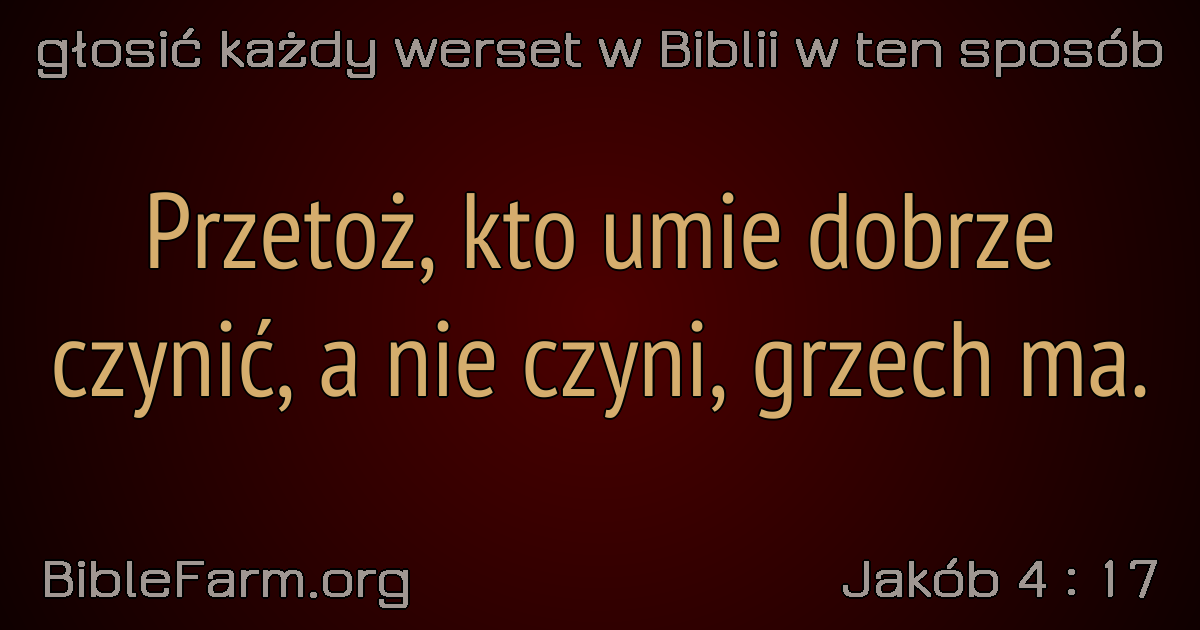 głosić każdy werset w Biblii w ten sposób
Przetoż, kto umie dobrze
czynić, a nie czyni, grzech ma.
BibleFarm.org
Jakób 4 : 17